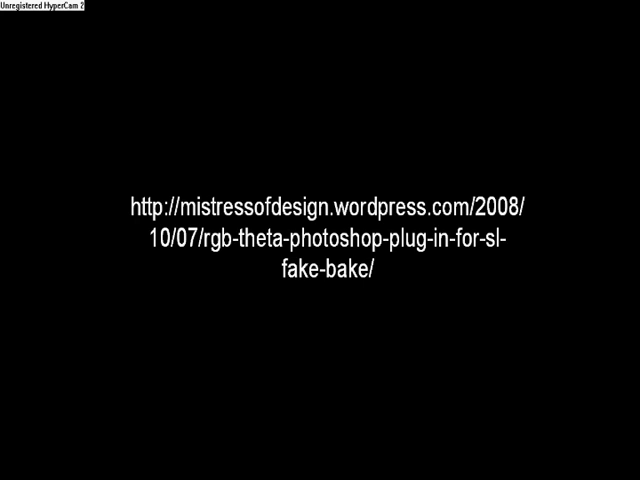 Unregistered HyperCam 2
http://mistressofdesign.wordpress.com/2008/
10/07/rgb-theta-photoshop-plug-in-for-sl-
fake-bake/